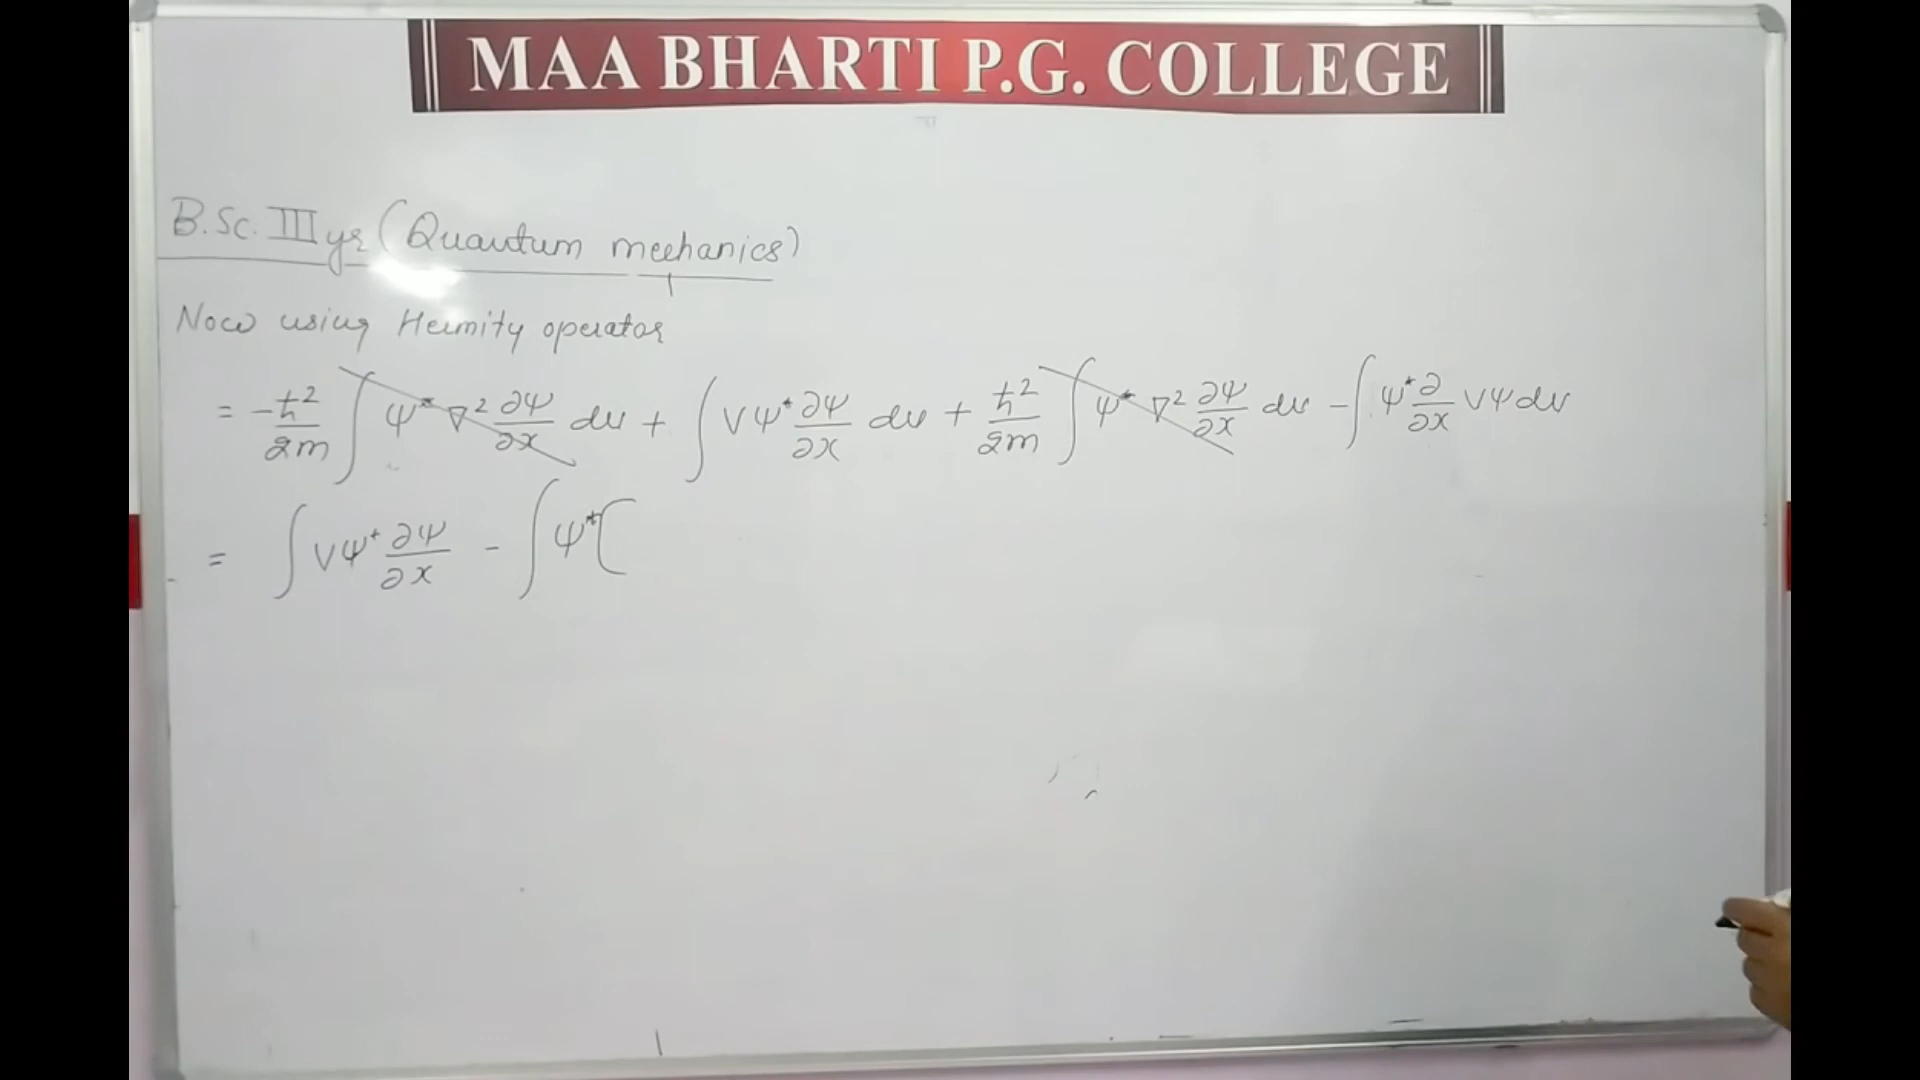 MAA BHARTI P.G. COLLEGE
B.Sc. III yr (Quantum mechanics)
Now using Hermity operator
= -ħ²/2m ∫ ψ* ∇² ∂ψ/∂x dv + ∫ V ψ* ∂ψ/∂x dv + ħ²/2m ∫ ψ* ∇² ∂ψ/∂x dv - ∫ ψ* ∂/∂x Vψ dv
= ∫ V ψ* ∂ψ/∂x - ∫ ψ* [